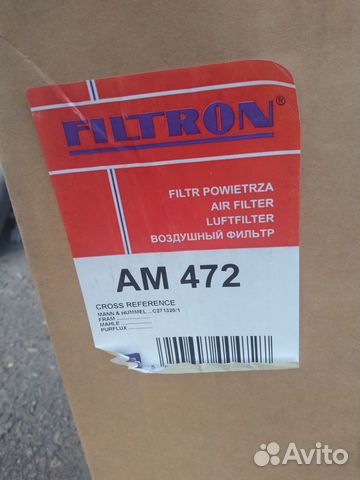 FILTRON®
FILTR POWIETRZA
AIR FILTER
LUFTFILTER
ВОЗДУШНЫЙ ФИЛЬТР
AM 472
CROSS REFERENCE
MANN & HUMMEL .. C271320/1
FRAM ..................
MAHLE ..................
PURFLUX ............
Avito